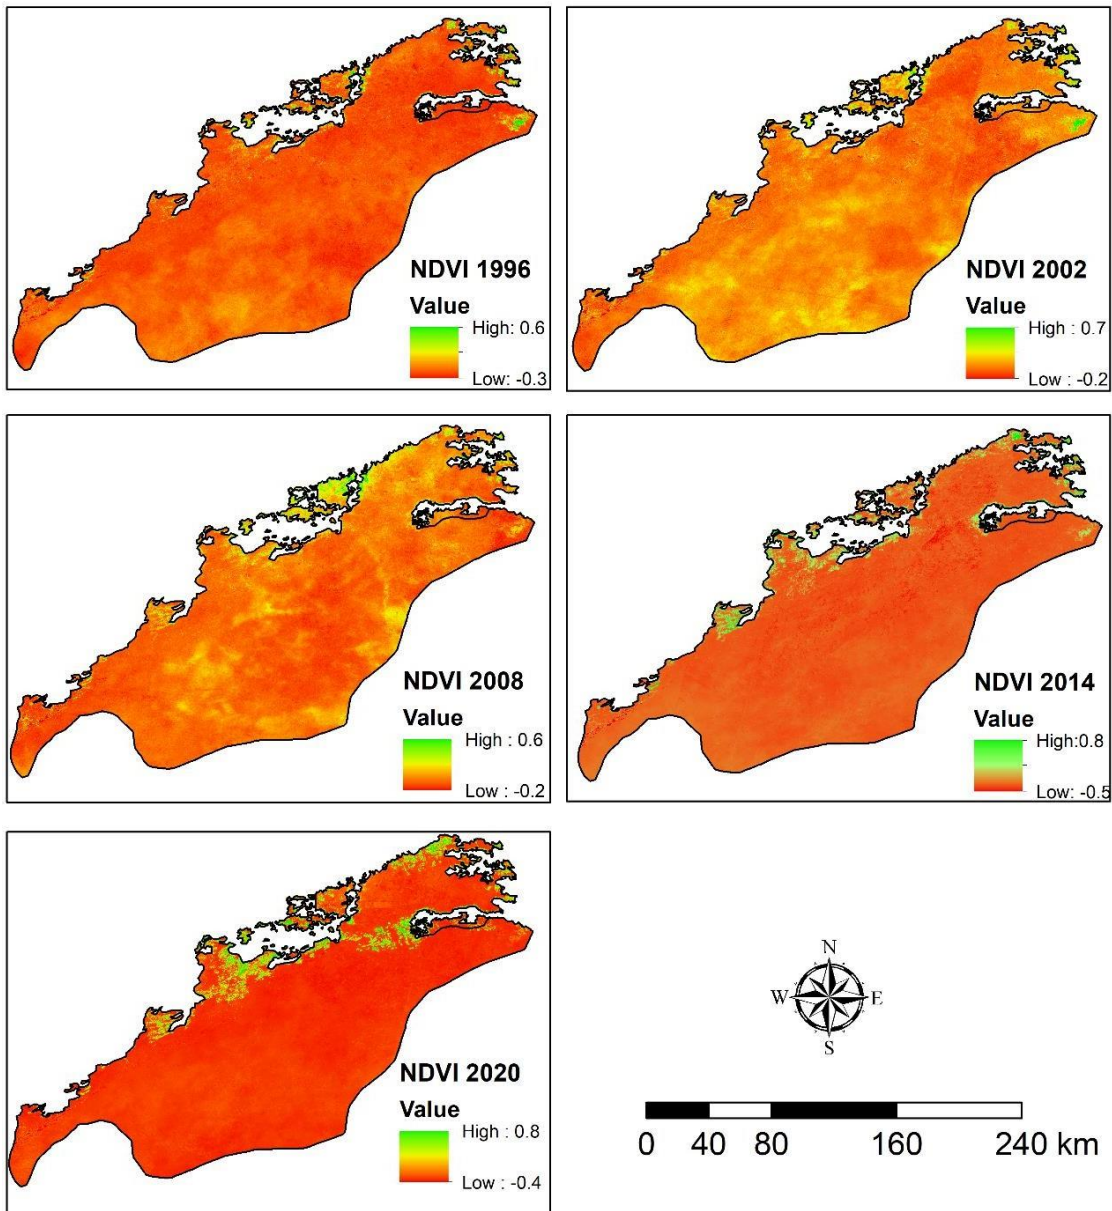 NDVI 1996
Value
High: 0.6
Low: -0.3
NDVI 2002
Value
High : 0.7
Low : -0.2
NDVI 2008
Value
High : 0.6
Low : -0.2
NDVI 2014
Value
High:0.8
Low: -0.5
NDVI 2020
Value
High : 0.8
Low : -0.4
N
W E
S
0 40 80 160 240 km